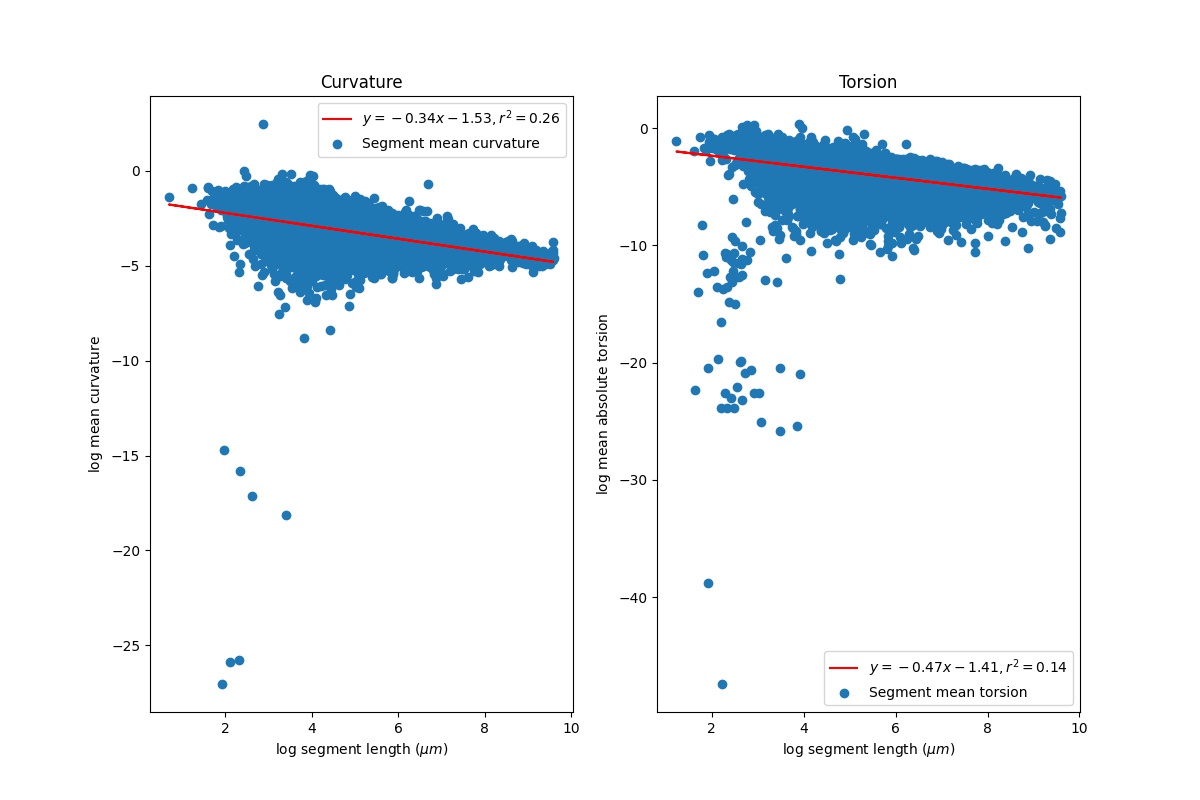 Curvature
y = −0.34x − 1.53, r² = 0.26
Segment mean curvature
0
−5
−10
−15
−20
−25
log mean curvature
2 4 6 8 10
log segment length (μm)
Torsion
0
−10
−20
−30
−40
log mean absolute torsion
y = −0.47x − 1.41, r² = 0.14
Segment mean torsion
2 4 6 8 10
log segment length (μm)